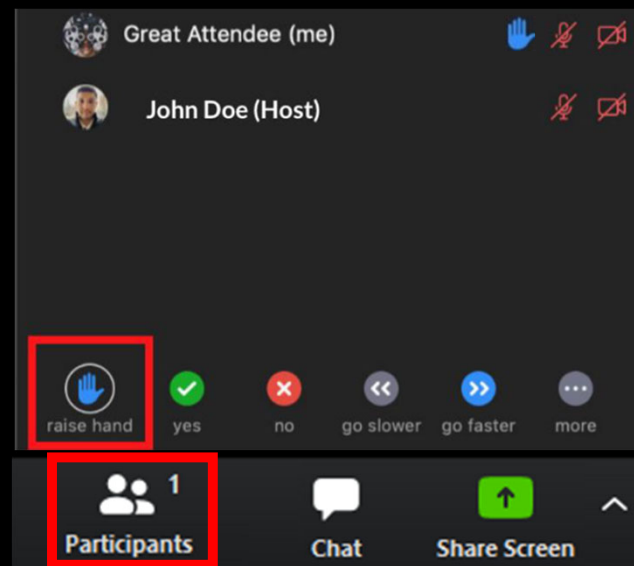 Great Attendee (me)
John Doe (Host)
raise hand yes no go slower go faster more
1
Participants Chat Share Screen